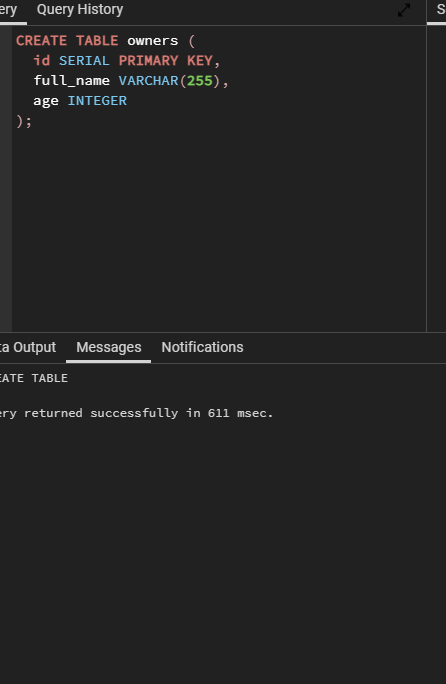 ery Query History S
CREATE TABLE owners (
id SERIAL PRIMARY KEY,
full_name VARCHAR(255),
age INTEGER
);
ta Output Messages Notifications
EATE TABLE
ery returned successfully in 611 msec.